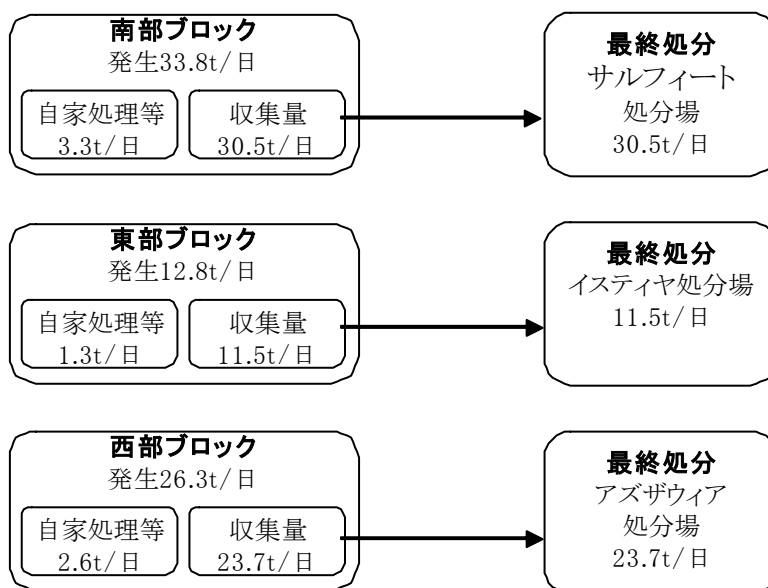 南部ブロック
発生33.8t/日
自家処理等
3.3t/日
収集量
30.5t/日
最終処分
サルフィート
処分場
30.5t/日
東部ブロック
発生12.8t/日
自家処理等
1.3t/日
収集量
11.5t/日
最終処分
イスティヤ処分場
11.5t/日
西部ブロック
発生26.3t/日
自家処理等
2.6t/日
収集量
23.7t/日
最終処分
アズザウィア
処分場
23.7t/日